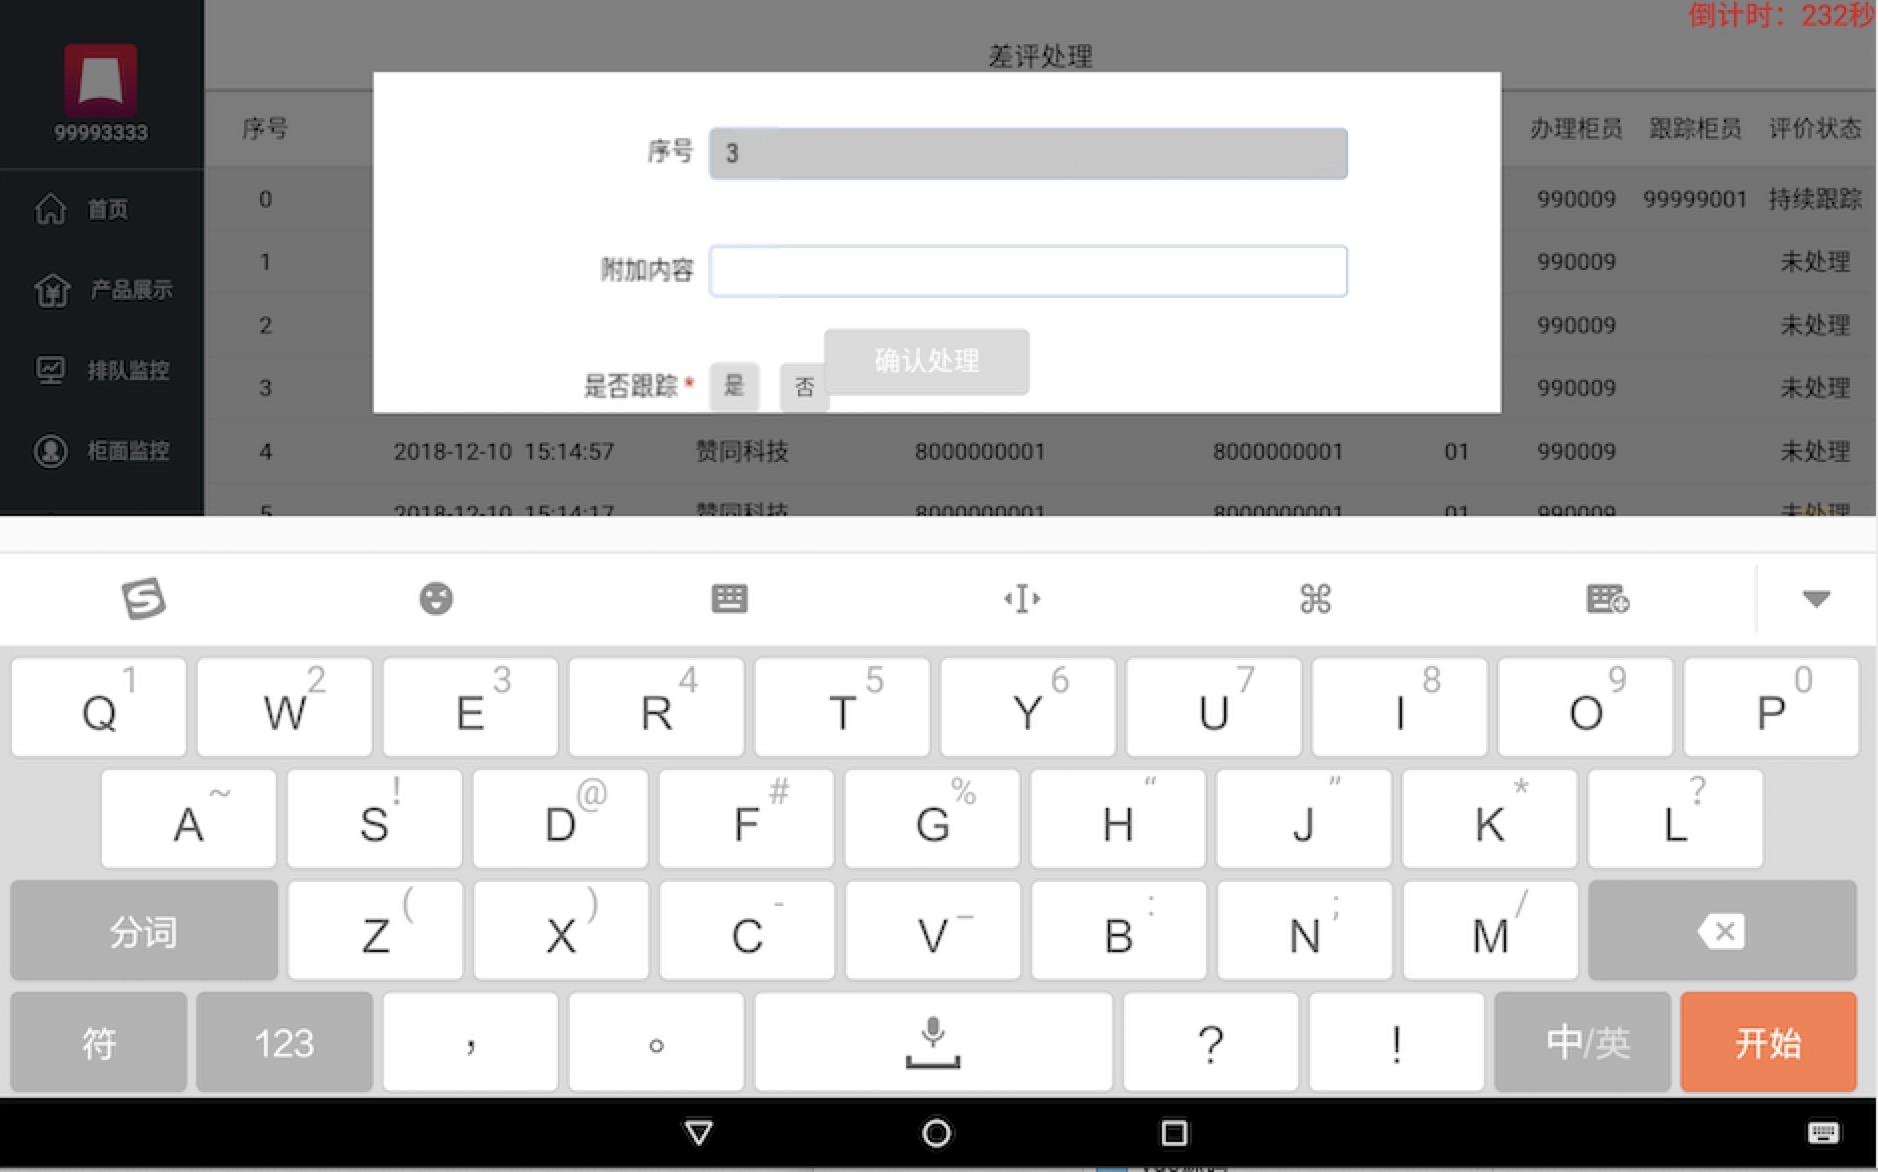 倒计时：232秒
差评处理
99993333
首页
产品展示
排队监控
柜面监控
序号 办理柜员 跟踪柜员 评价状态
0 990009 99999001 持续跟踪
1 990009 未处理
2 990009 未处理
3 990009 未处理
4 2018-12-10 15:14:57 赞同科技 8000000001 8000000001 01 990009 未处理
5 2018-12-10 15:14:17 赞同科技 8000000001 8000000001 01 990009 未处理
序号 3
附加内容
是否跟踪* 是 否
确认处理
Q 1 W 2 E 3 R 4 T 5 Y 6 U 7 I 8 O 9 P 0
A ~ S ! D @ F # G % H “ J ” K * L ?
分词 Z ( X ) C - V _ B : N ; M /
符 123 ， 。 ? ! 中/英 开始